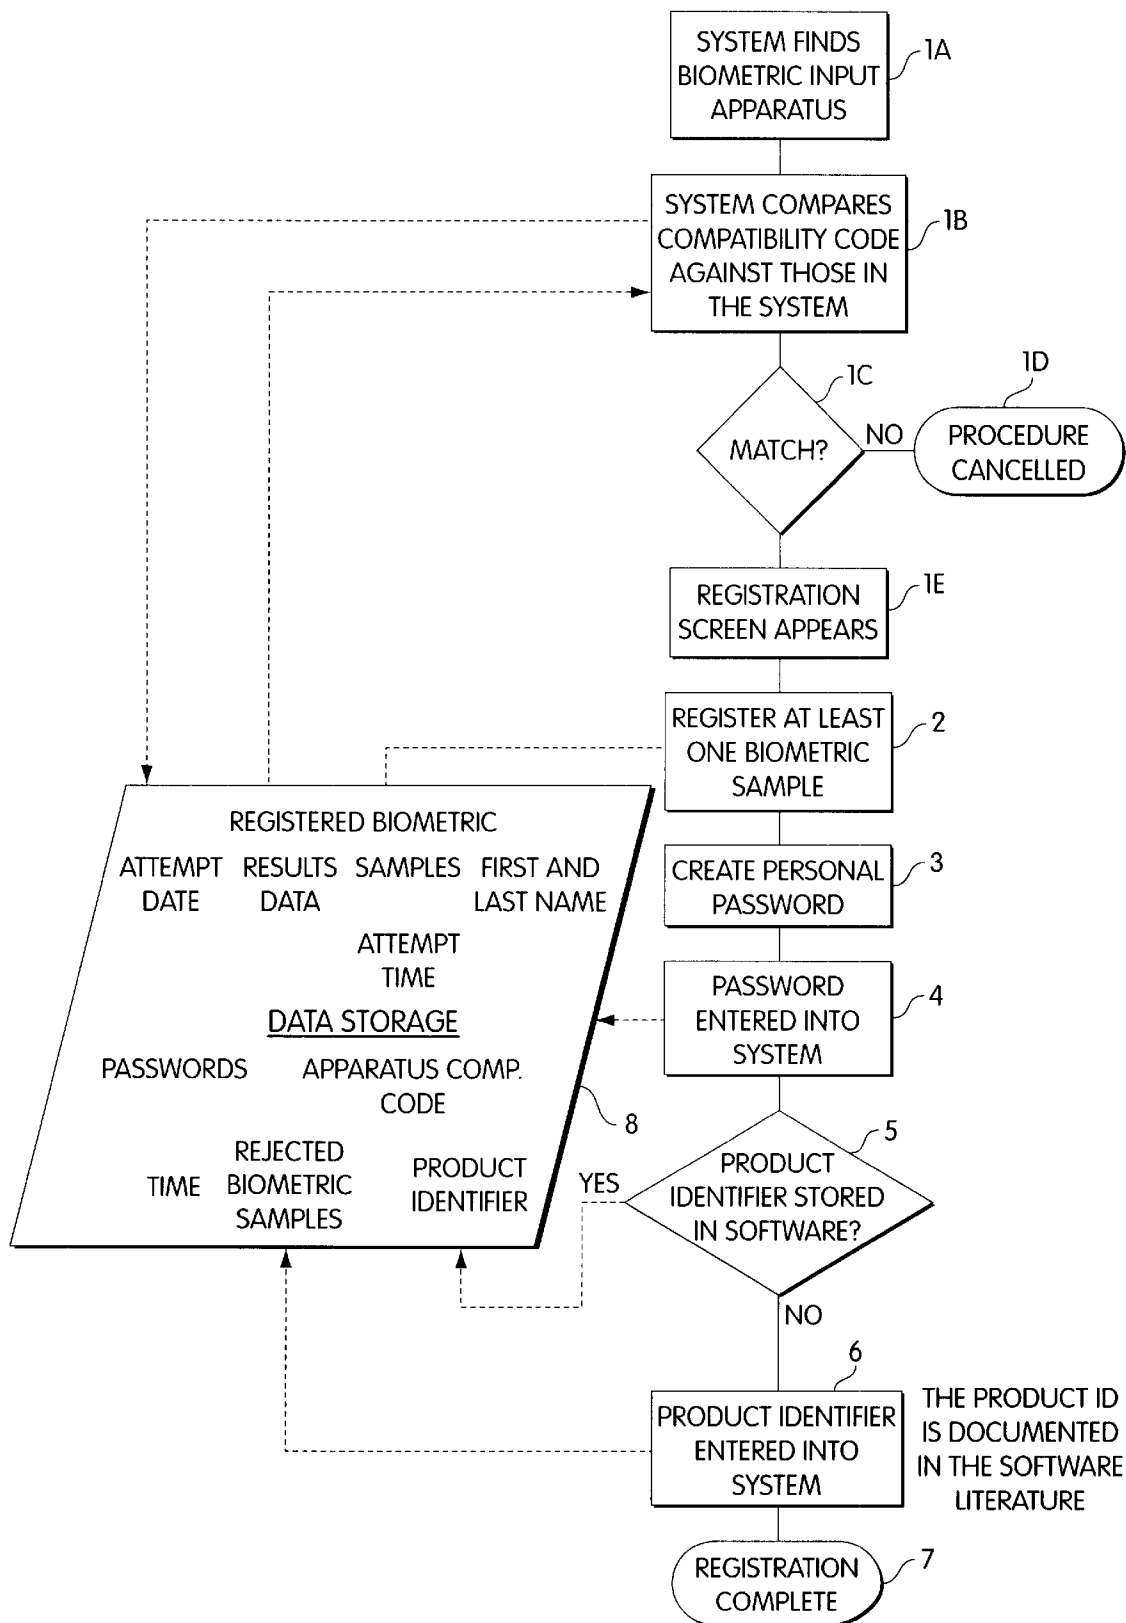 SYSTEM FINDS
BIOMETRIC INPUT
APPARATUS
1A
SYSTEM COMPARES
COMPATIBILITY CODE
AGAINST THOSE IN
THE SYSTEM
1B
1C
MATCH?
NO
1D
PROCEDURE
CANCELLED
REGISTRATION
SCREEN APPEARS
1E
REGISTER AT LEAST
ONE BIOMETRIC
SAMPLE
2
CREATE PERSONAL
PASSWORD
3
PASSWORD
ENTERED INTO
SYSTEM
4
REGISTERED BIOMETRIC
ATTEMPT
DATE
RESULTS
DATA
SAMPLES
FIRST AND
LAST NAME
ATTEMPT
TIME
DATA STORAGE
PASSWORDS
APPARATUS COMP.
CODE
TIME
REJECTED
BIOMETRIC
SAMPLES
PRODUCT
IDENTIFIER
8
5
PRODUCT
IDENTIFIER STORED
IN SOFTWARE?
YES
NO
6
PRODUCT IDENTIFIER
ENTERED INTO
SYSTEM
THE PRODUCT ID
IS DOCUMENTED
IN THE SOFTWARE
LITERATURE
REGISTRATION
COMPLETE
7